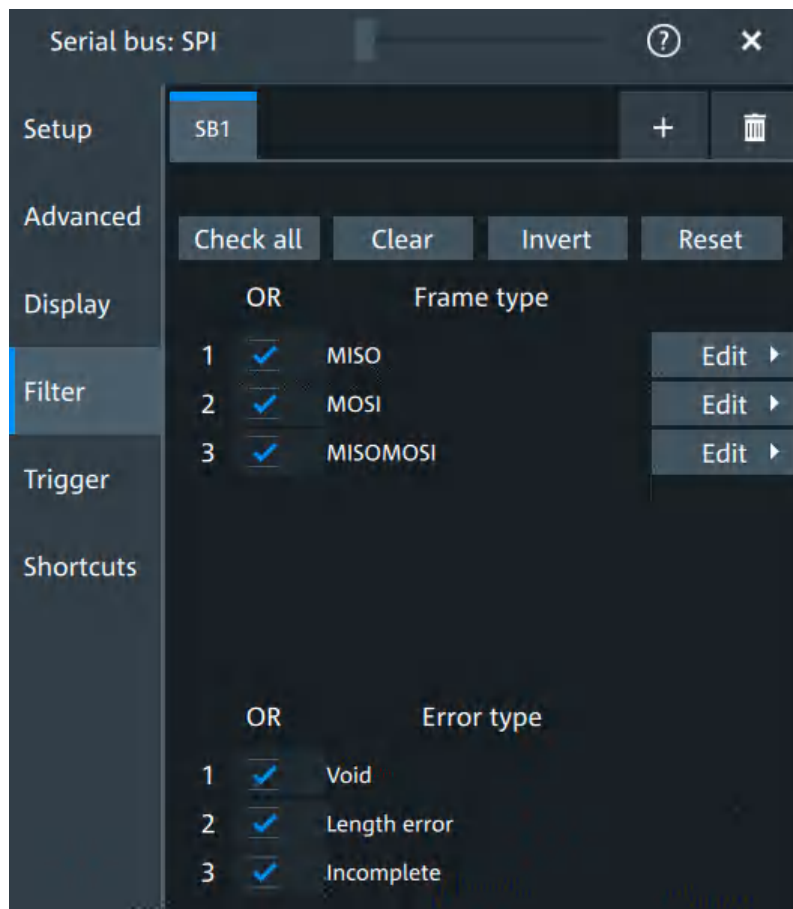 Serial bus: SPI ? ×
Setup
SB1 +
Advanced
Check all Clear Invert Reset
Display
OR Frame type
1 MISO Edit
Filter
2 MOSI Edit
3 MISOMOSI Edit
Trigger
Shortcuts
OR Error type
1 Void
2 Length error
3 Incomplete